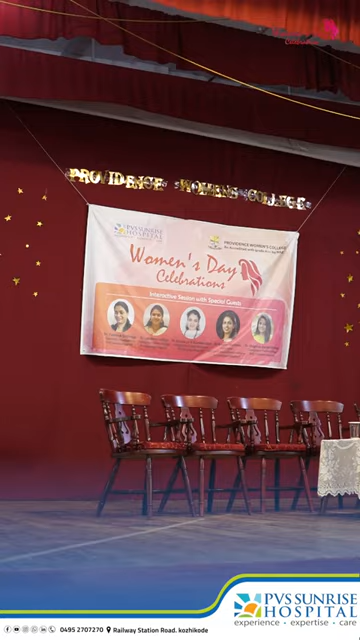 PROVIDENCE WOMENS COLLEGE
PVS SUNRISE
HOSPITAL
PROVIDENCE WOMEN'S COLLEGE
Women's Day
Celebrations
Interactive Session with Special Guests
PVS SUNRISE
HOSPITAL
experience - expertise - care
0495 2707270 Railway Station Road, kozhikode